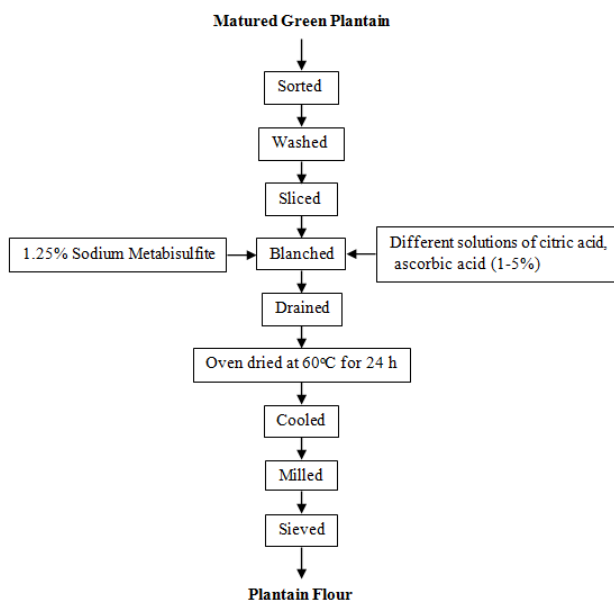 Matured Green Plantain
Sorted
Washed
Sliced
1.25% Sodium Metabisulfite
Blanched
Different solutions of citric acid,
ascorbic acid (1-5%)
Drained
Oven dried at 60°C for 24 h
Cooled
Milled
Sieved
Plantain Flour